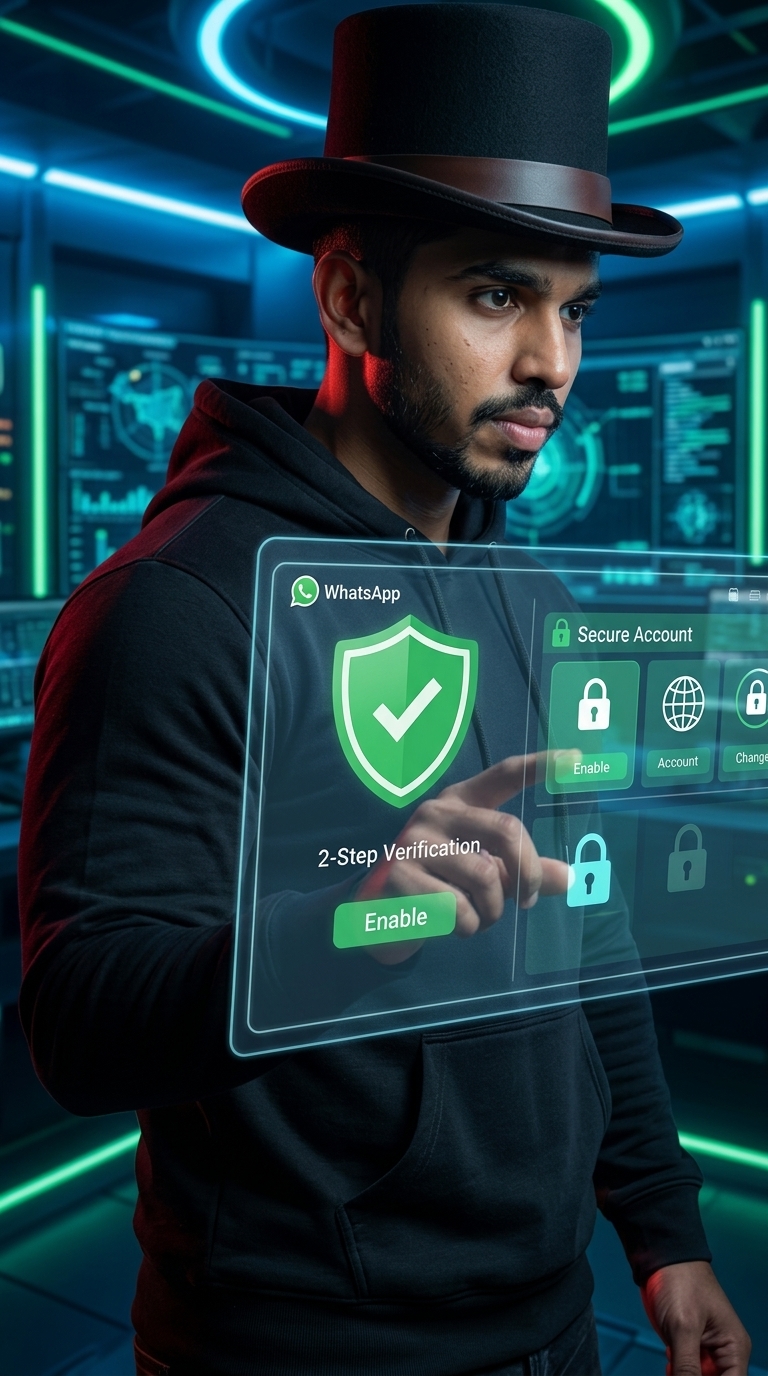 WhatsApp
2-Step Verification
Enable
Secure Account
Enable
Account
Change